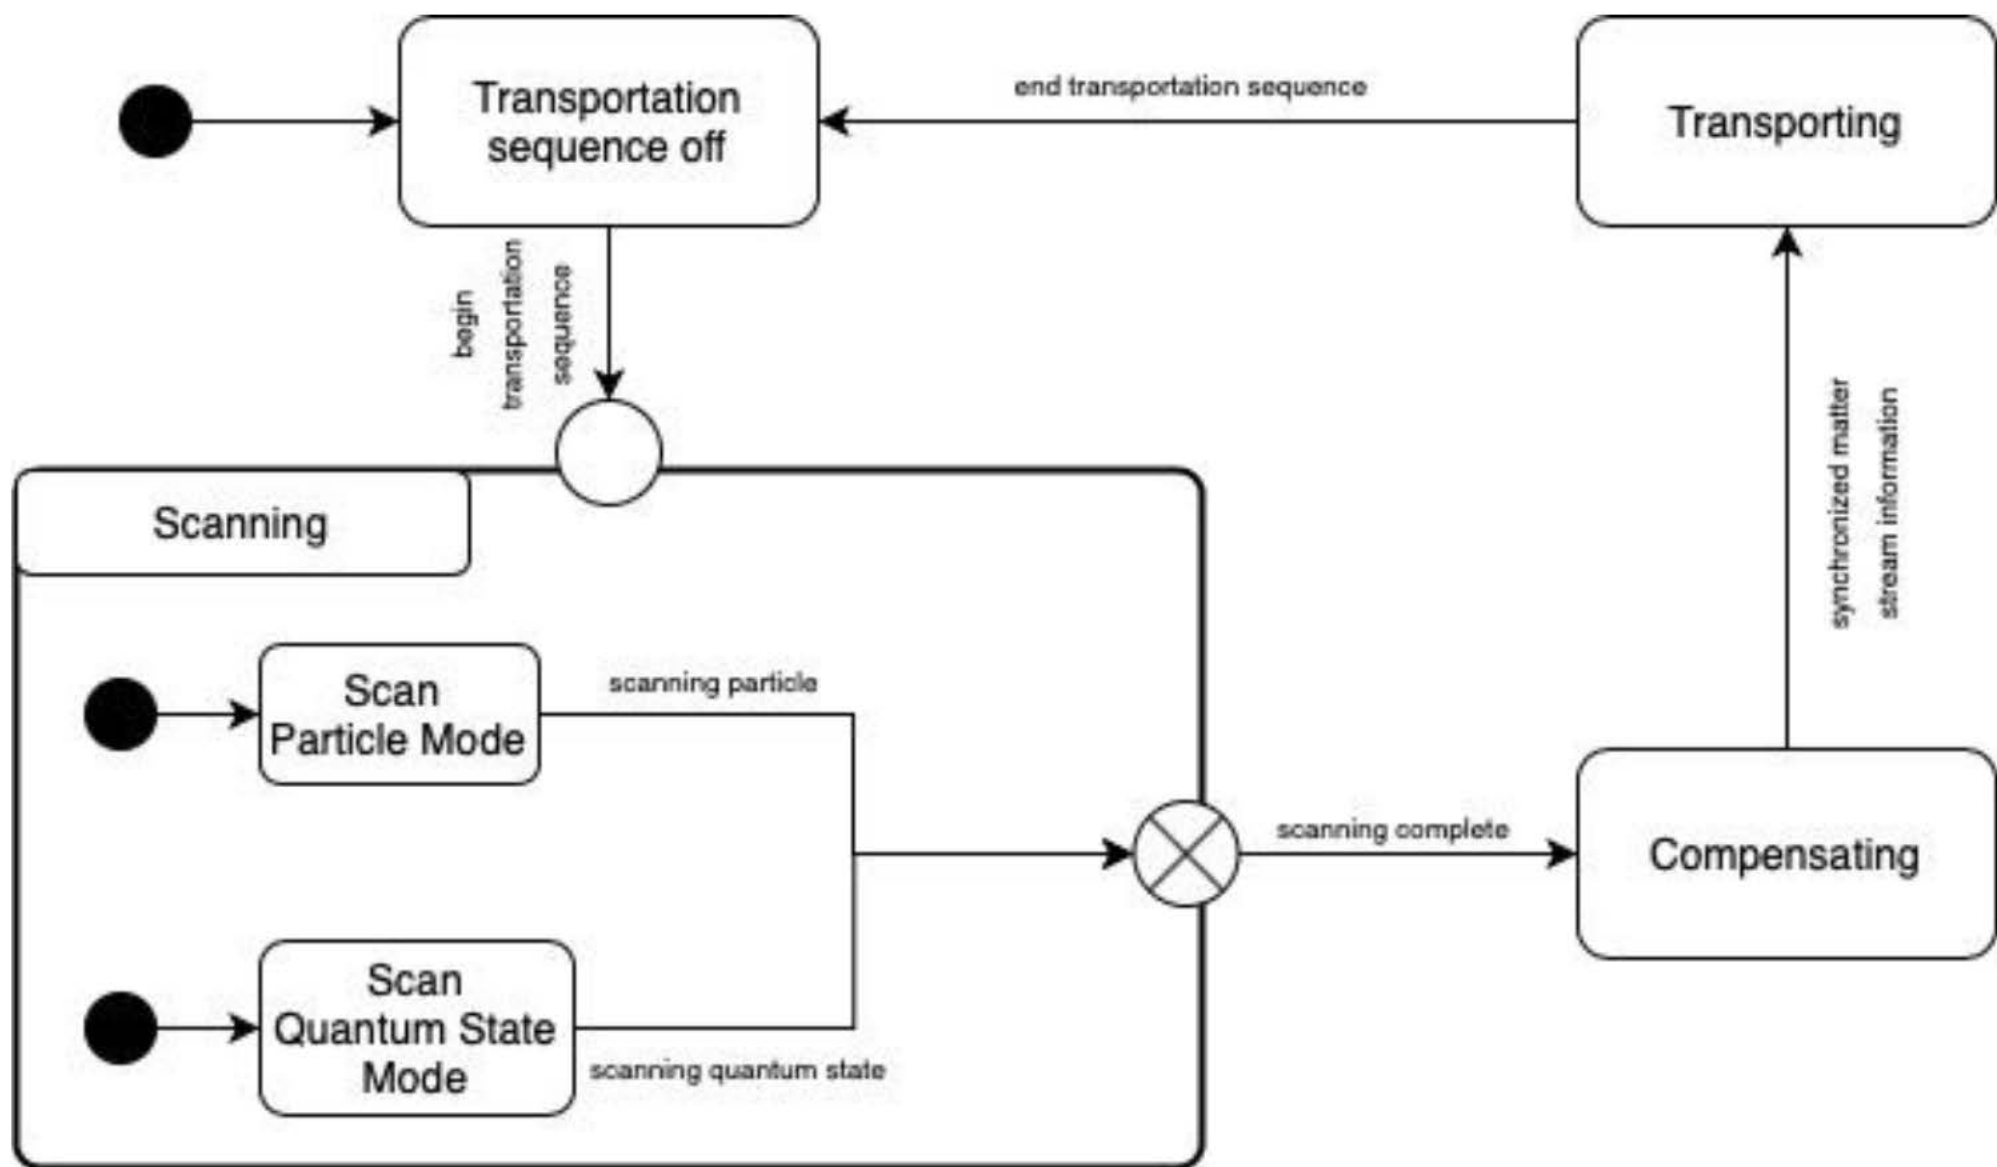 Transportation
sequence off
end transportation sequence
Transporting
begin
transportation
sequence
synchronized matter
stream information
Scanning
Scan
Particle Mode
scanning particle
scanning complete
Compensating
Scan
Quantum State
Mode
scanning quantum state